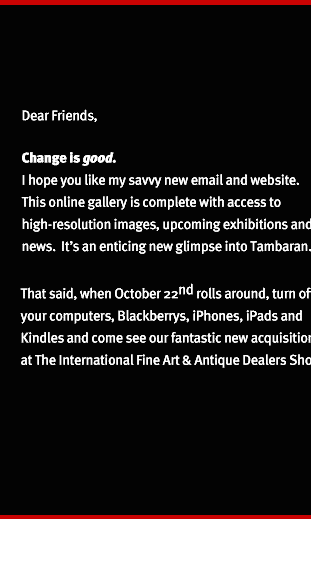 Dear Friends,
Change is good.
I hope you like my savvy new email and website.
This online gallery is complete with access to
high-resolution images, upcoming exhibitions and
news. It's an enticing new glimpse into Tambaran.
That said, when October 22nd rolls around, turn of
your computers, Blackberrys, iPhones, iPads and
Kindles and come see our fantastic new acquisition
at The International Fine Art & Antique Dealers Sho